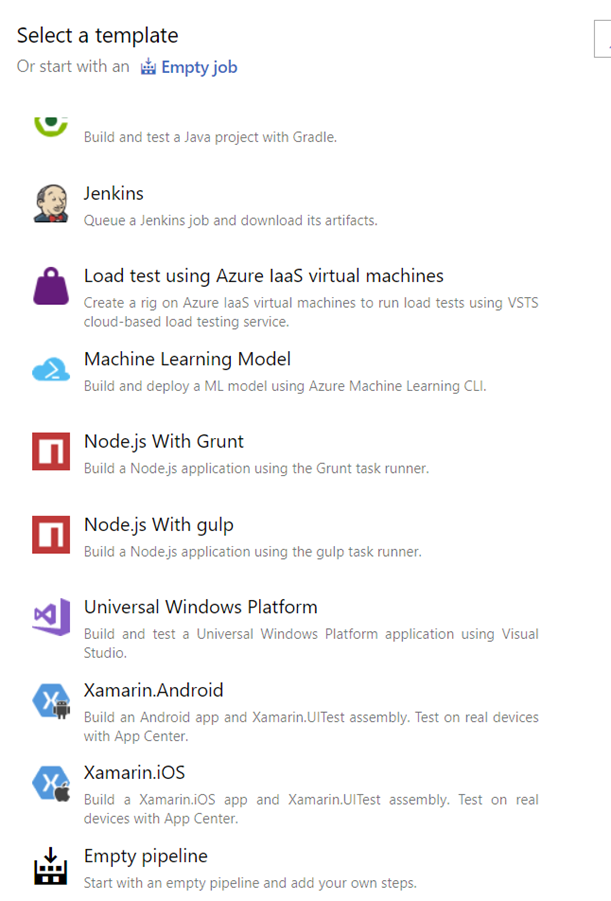 Select a template
Or start with an Empty job
Build and test a Java project with Gradle.
Jenkins
Queue a Jenkins job and download its artifacts.
Load test using Azure IaaS virtual machines
Create a rig on Azure IaaS virtual machines to run load tests using VSTS
cloud-based load testing service.
Machine Learning Model
Build and deploy a ML model using Azure Machine Learning CLI.
Node.js With Grunt
Build a Node.js application using the Grunt task runner.
Node.js With gulp
Build a Node.js application using the gulp task runner.
Universal Windows Platform
Build and test a Universal Windows Platform application using Visual
Studio.
Xamarin.Android
Build an Android app and Xamarin.UITest assembly. Test on real devices
with App Center.
Xamarin.iOS
Build a Xamarin.iOS app and Xamarin.UITest assembly. Test on real
devices with App Center.
Empty pipeline
Start with an empty pipeline and add your own steps.